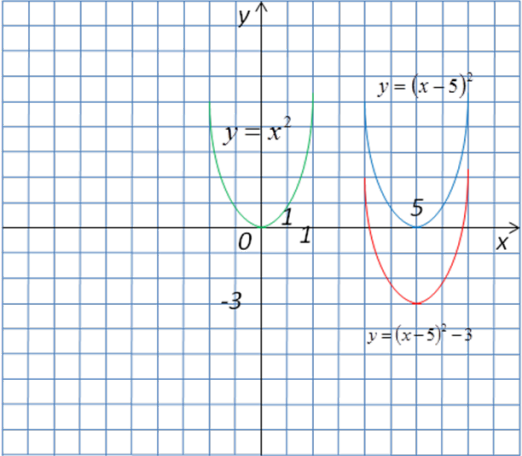 y
y = (x – 5)²
y = x²
5
1
0
1
x
-3
y = (x – 5)² – 3